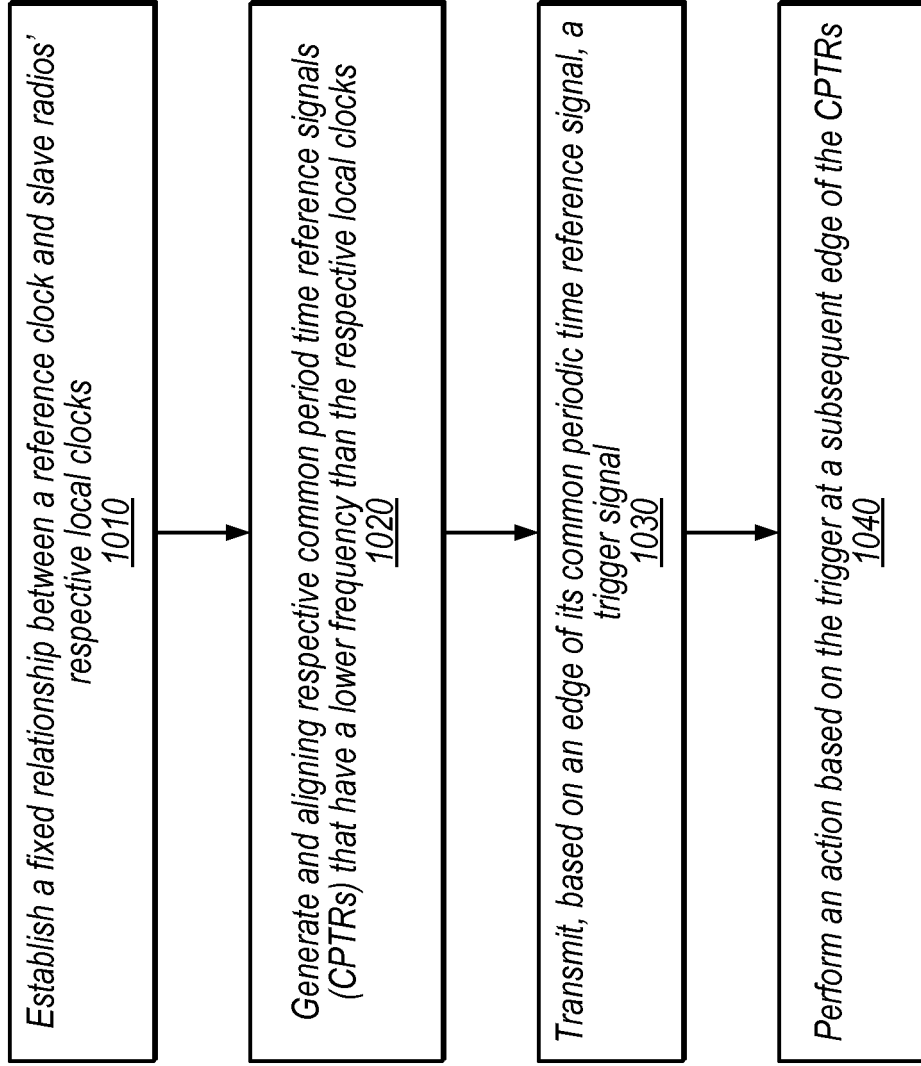 Establish a fixed relationship between a reference clock and slave radios'
respective local clocks
1010
Generate and aligning respective common period time reference signals
(CPTRs) that have a lower frequency than the respective local clocks
1020
Transmit, based on an edge of its common periodic time reference signal, a
trigger signal
1030
Perform an action based on the trigger at a subsequent edge of the CPTRs
1040